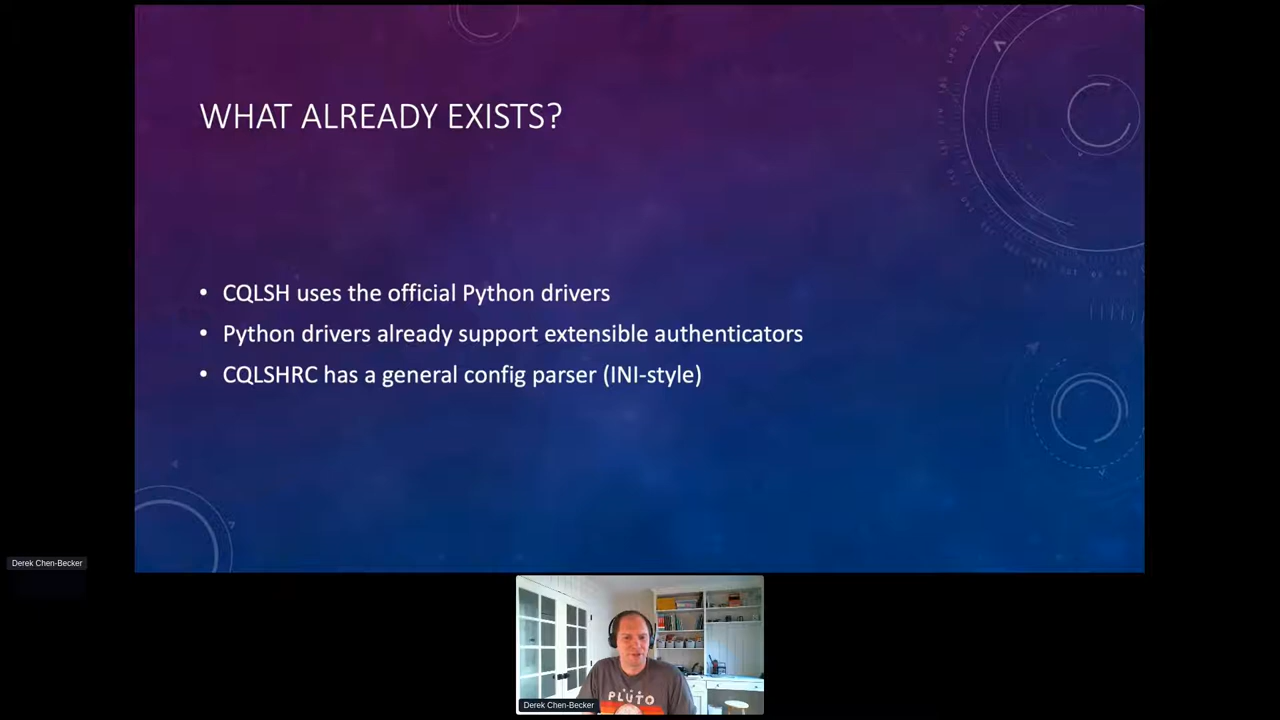 WHAT ALREADY EXISTS?
• CQLSH uses the official Python drivers
• Python drivers already support extensible authenticators
• CQLSHRC has a general config parser (INI-style)
Derek Chen-Becker
PLUTO
Derek Chen-Becker